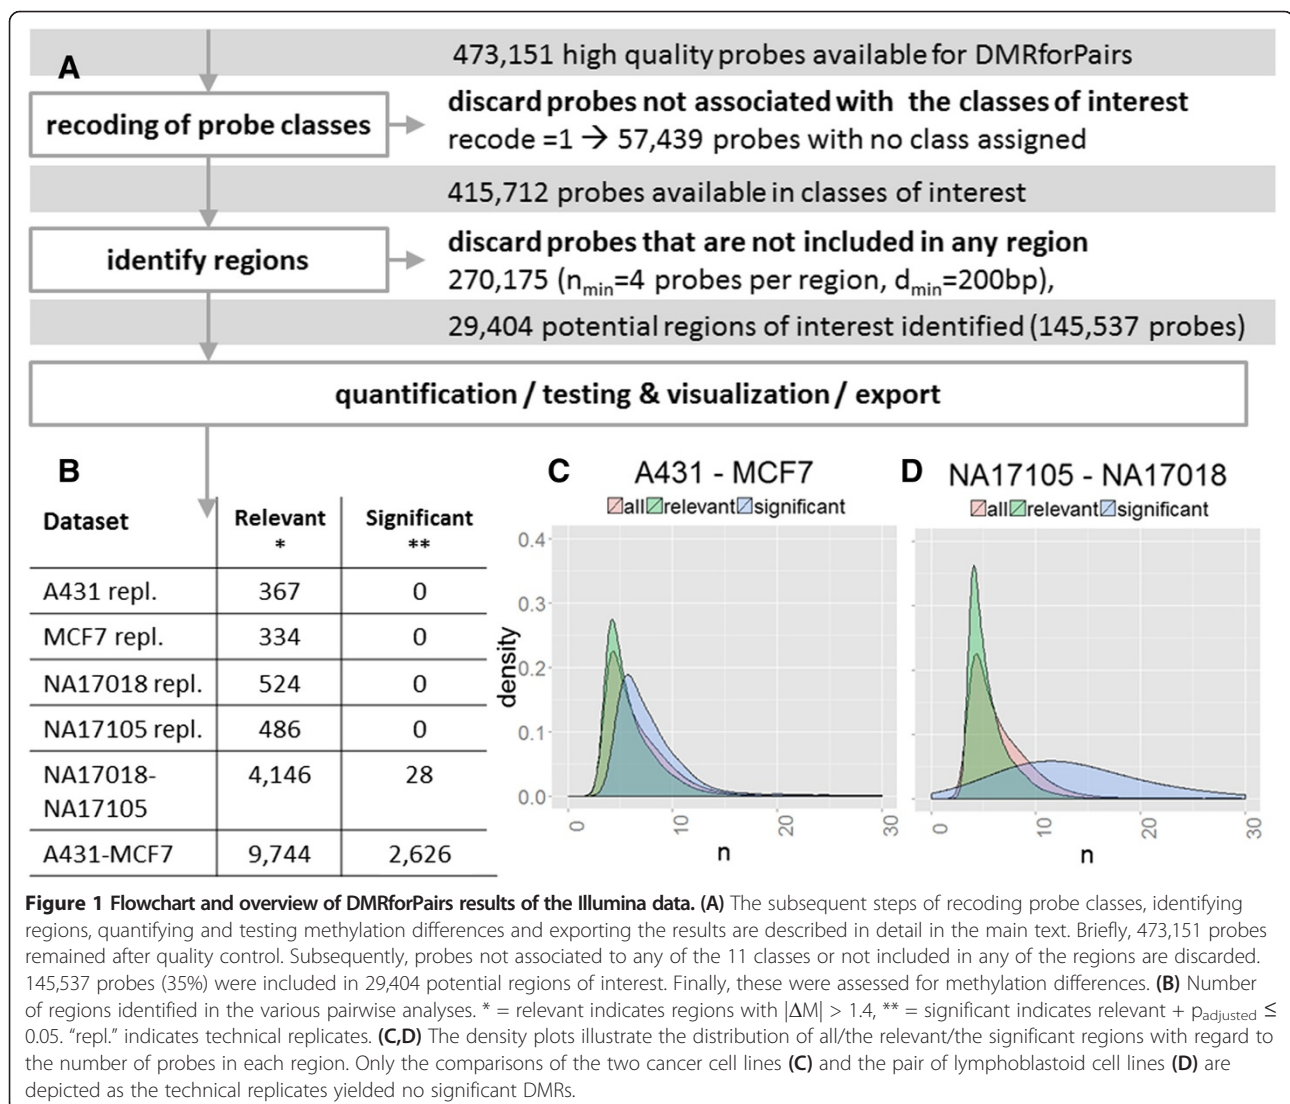 473,151 high quality probes available for DMRforPairs
A
recoding of probe classes
discard probes not associated with the classes of interest
recode =1 → 57,439 probes with no class assigned
415,712 probes available in classes of interest
identify regions
discard probes that are not included in any region
270,175 (nmin=4 probes per region, dmin=200bp),
29,404 potential regions of interest identified (145,537 probes)
quantification / testing & visualization / export
B
Dataset Relevant * Significant **
A431 repl. 367 0
MCF7 repl. 334 0
NA17018 repl. 524 0
NA17105 repl. 486 0
NA17018-NA17105 4,146 28
A431-MCF7 9,744 2,626
C
A431 - MCF7
all relevant significant
density
0.4
0.3
0.2
0.1
0.0
0 10 20 30
n
D
NA17105 - NA17018
all relevant significant
0 10 20 30
n
Figure 1 Flowchart and overview of DMRforPairs results of the Illumina data. (A) The subsequent steps of recoding probe classes, identifying
regions, quantifying and testing methylation differences and exporting the results are described in detail in the main text. Briefly, 473,151 probes
remained after quality control. Subsequently, probes not associated to any of the 11 classes or not included in any of the regions are discarded.
145,537 probes (35%) were included in 29,404 potential regions of interest. Finally, these were assessed for methylation differences. (B) Number
of regions identified in the various pairwise analyses. * = relevant indicates regions with |ΔM| > 1.4, ** = significant indicates relevant + padjusted ≤
0.05. “repl.” indicates technical replicates. (C,D) The density plots illustrate the distribution of all/the relevant/the significant regions with regard to
the number of probes in each region. Only the comparisons of the two cancer cell lines (C) and the pair of lymphoblastoid cell lines (D) are
depicted as the technical replicates yielded no significant DMRs.